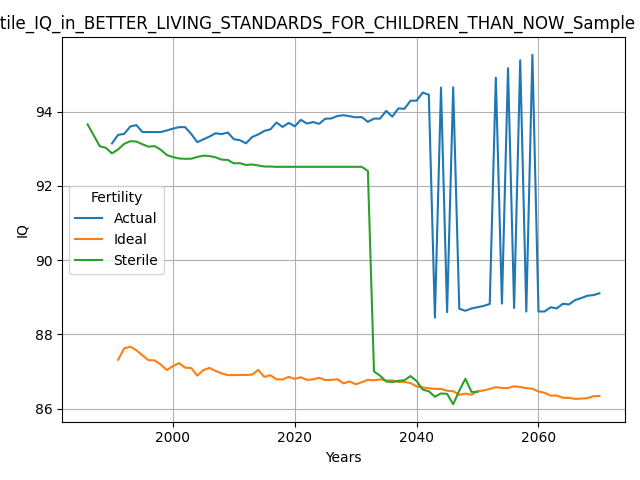 tile_IQ_in_BETTER_LIVING_STANDARDS_FOR_CHILDREN_THAN_NOW_Sample
94
92
90
88
86
IQ
Fertility
Actual
Ideal
Sterile
2000
2020
2040
2060
Years